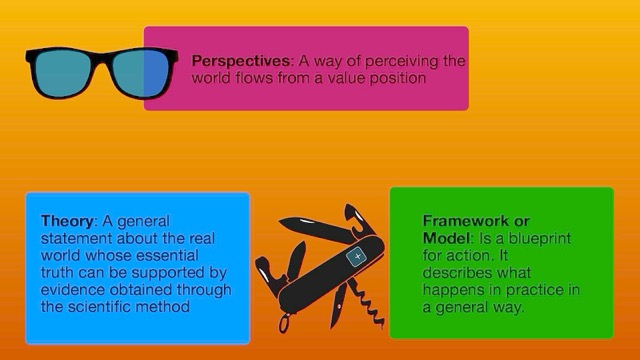 Perspectives: A way of perceiving the
world flows from a value position
Theory: A general
statement about the real
world whose essential
truth can be supported by
evidence obtained through
the scientific method
Framework or
Model: Is a blueprint
for action. It
describes what
happens in practice in
a general way.